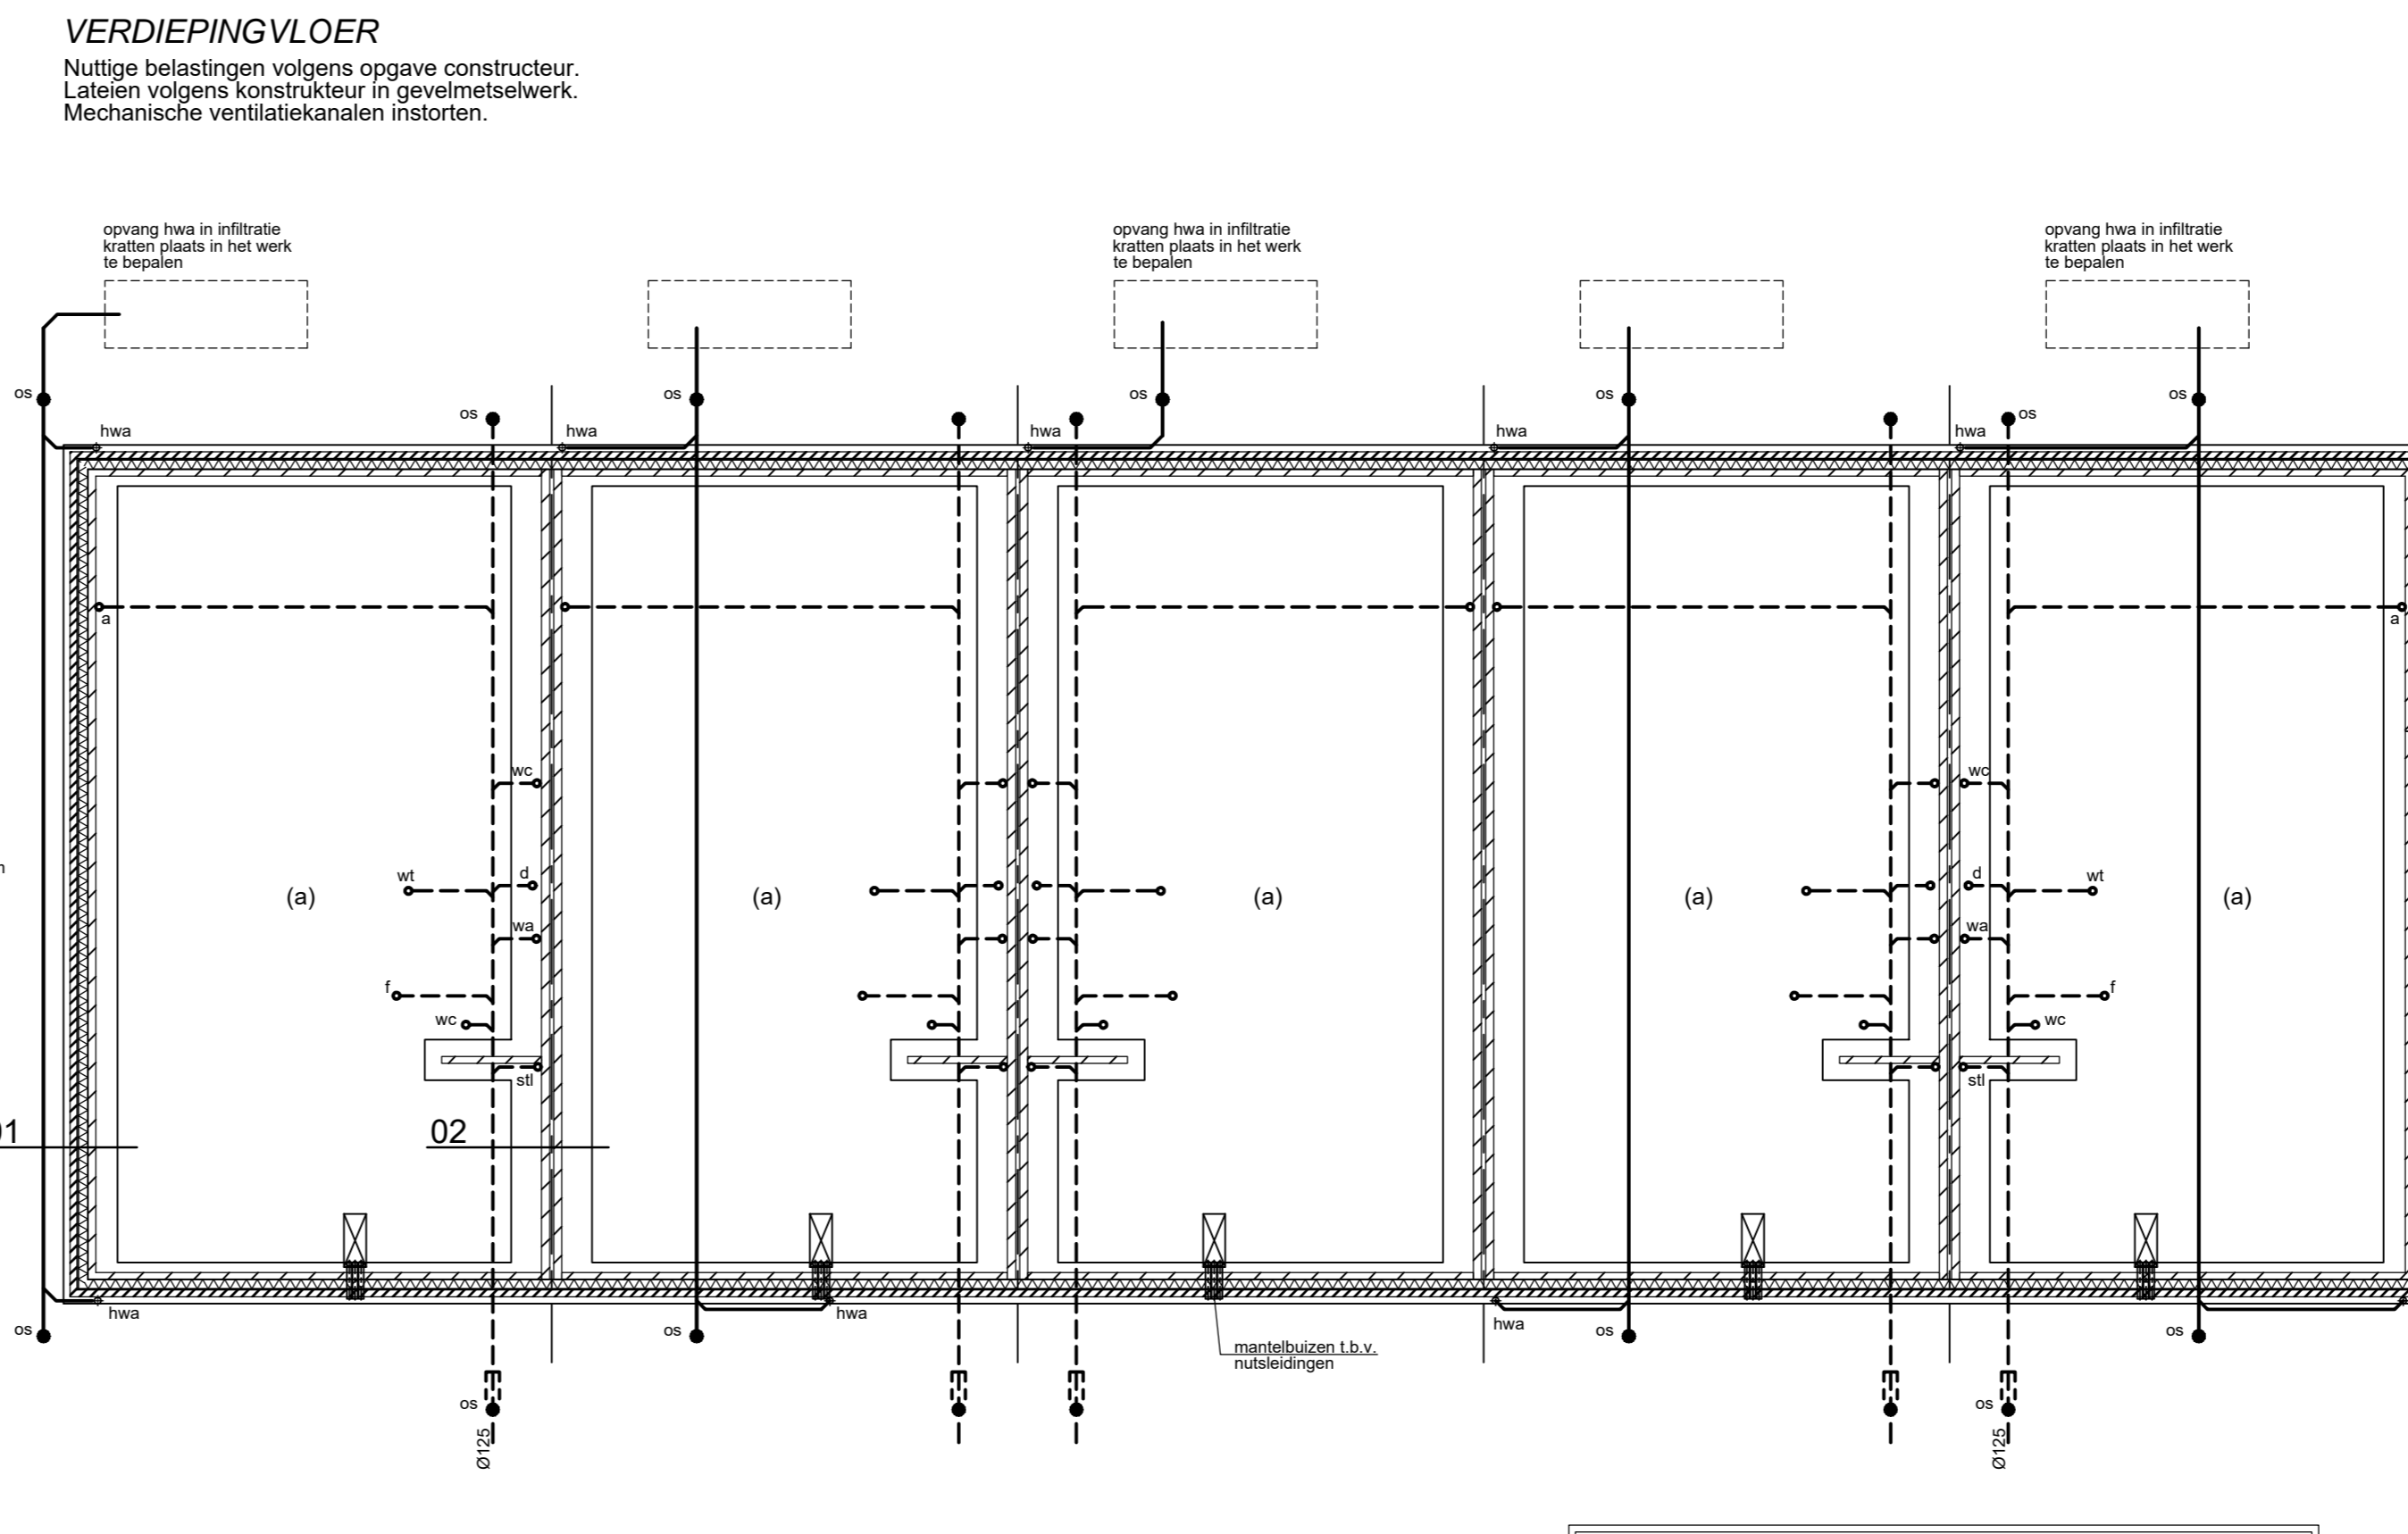 VERDIEPINGVLOER
Nuttige belastingen volgens opgave constructeur.
Lateien volgens konstrukteur in gevelmetselwerk.
Mechanische ventilatiekanalen instorten.
opvang hwa in infiltratie
kratten plaats in het werk
te bepalen
opvang hwa in infiltratie
kratten plaats in het werk
te bepalen
opvang hwa in infiltratie
kratten plaats in het werk
te bepalen
os
os
os
os
os
os
os
hwa
hwa
hwa
hwa
hwa
a
a
wc
wc
wt
d
d
wt
(a)
(a)
(a)
(a)
(a)
wa
wa
f
f
wc
wc
stl
stl
02
hwa
hwa
hwa
os
os
os
os
mantelbuizen t.b.v.
nutsleidingen
os
os
Ø125
Ø125